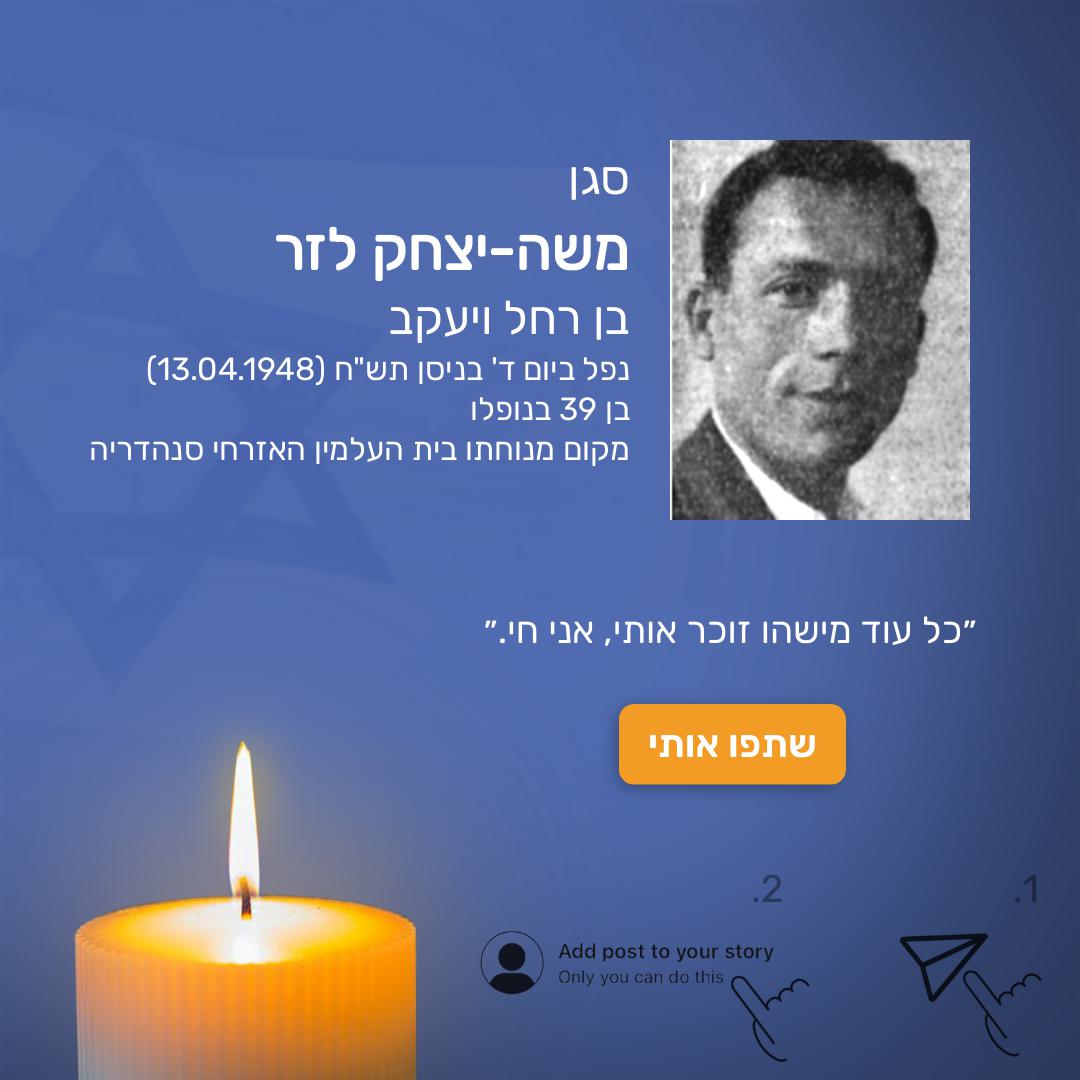 סגן
משה-יצחק לזר
בן רחל ויעקב
נפל ביום ד' בניסן תש"ח (13.04.1948)
בן 39 בנופלו
מקום מנוחתו בית העלמין האזרחי סנהדריה
״כל עוד מישהו זוכר אותי, אני חי.״
שתפו אותי
1.
2.
Add post to your story
Only you can do this